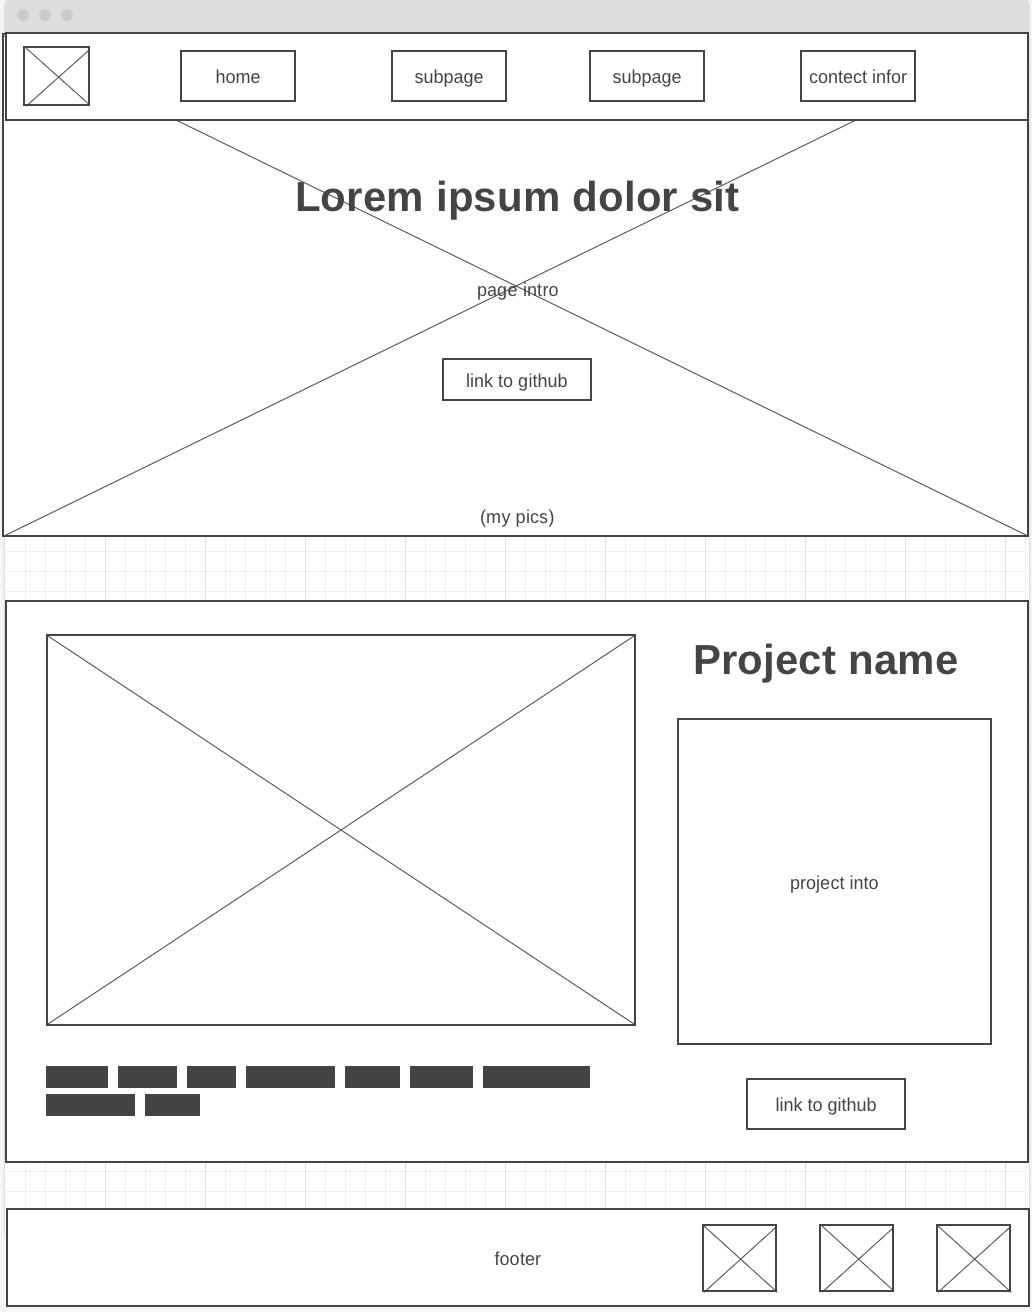 home
subpage
subpage
contect infor
Lorem ipsum dolor sit
page intro
link to github
(my pics)
Project name
project into
link to github
footer